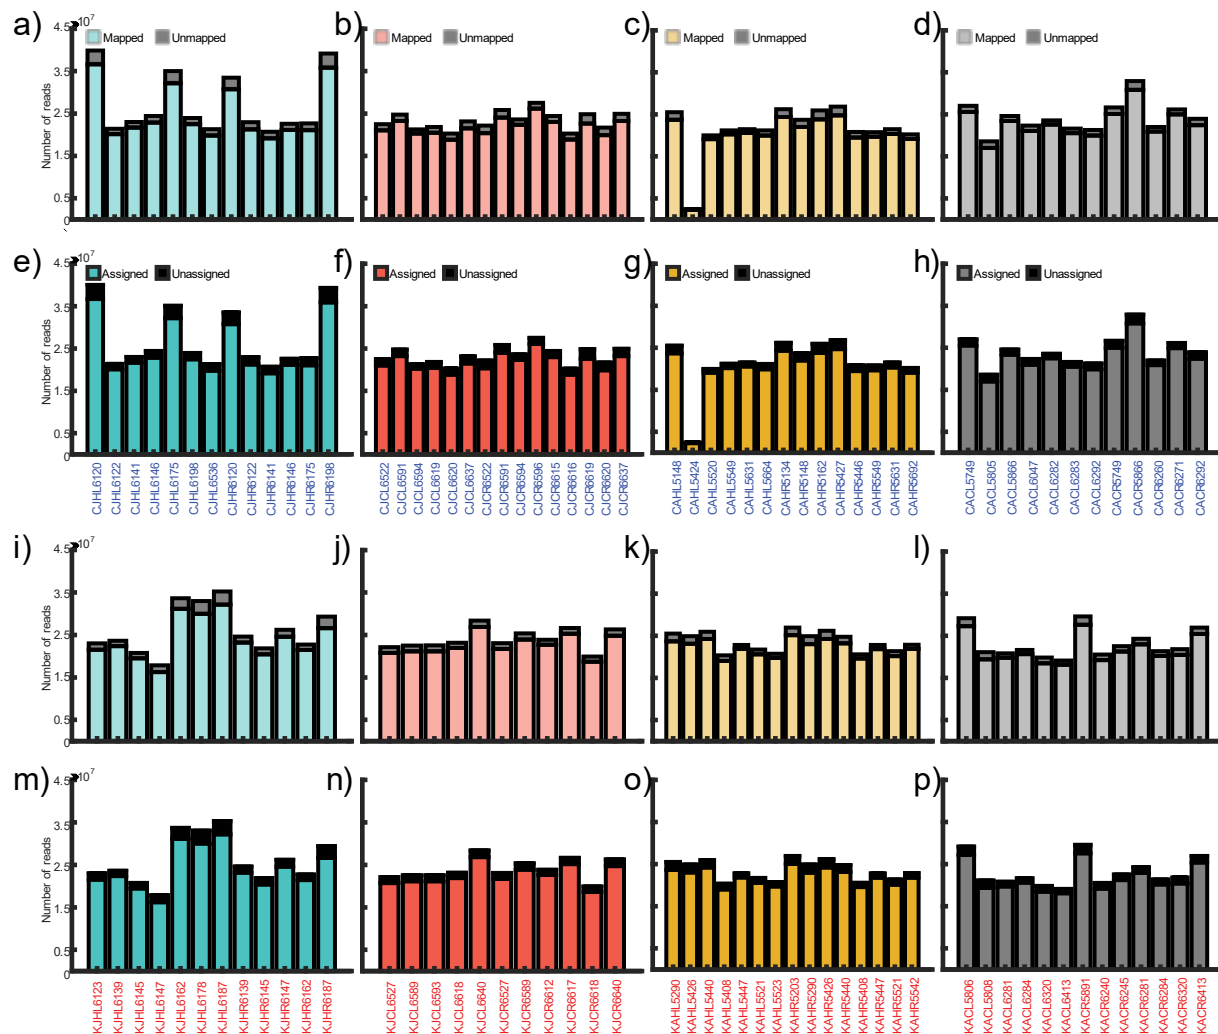 a)
4.5
×10^7
3.5
2.5
1.5
0.5
0
Number of reads
Mapped
Unmapped
b)
Mapped
Unmapped
c)
Mapped
Unmapped
d)
Mapped
Unmapped
e)
4.5
×10^7
3.5
2.5
1.5
0.5
0
Number of reads
Assigned
Unassigned
CJHL6120
CJHL6122
CJHL6141
CJHL6146
CJHL6175
CJHL6198
CJHL6536
CJHR6120
CJHR6122
CJHR6141
CJHR6146
CJHR6175
CJHR6198
f)
Assigned
Unassigned
CJCL6522
CJCL6591
CJCL6594
CJCL6619
CJCL6620
CJCL6637
CJCR6522
CJCR6591
CJCR6594
CJCR6596
CJCR6615
CJCR6616
CJCR6619
CJCR6620
CJCR6637
g)
Assigned
Unassigned
CAHL5148
CAHL5424
CAHL5520
CAHL5549
CAHL5631
CAHL5664
CAHR5134
CAHR5148
CAHR5162
CAHR5427
CAHR5446
CAHR5549
CAHR5631
CAHR5692
h)
Assigned
Unassigned
CACL5749
CACL5805
CACL5866
CACL6047
CACL6282
CACL6283
CACL6292
CACR5749
CACR5866
CACR6260
CACR6271
CACR6292
i)
4.5
×10^7
3.5
2.5
1.5
0.5
0
Number of reads
j)
k)
l)
m)
4.5
×10^7
3.5
2.5
1.5
0.5
0
Number of reads
KJHL6123
KJHL6139
KJHL6145
KJHL6147
KJHL6162
KJHL6178
KJHL6187
KJHR6139
KJHR6145
KJHR6147
KJHR6162
KJHR6187
n)
KJCL6527
KJCL6589
KJCL6593
KJCL6618
KJCL6640
KJCR6527
KJCR6589
KJCR6612
KJCR6617
KJCR6618
KJCR6640
o)
KAHL5290
KAHL5426
KAHL5440
KAHL5408
KAHL5447
KAHL5521
KAHL5523
KAHR5203
KAHR5290
KAHR5426
KAHR5440
KAHR5408
KAHR5447
KAHR5521
KAHR5542
p)
KACL5806
KACL5808
KACL6281
KACL6284
KACL6320
KACL6413
KACR5891
KACR6240
KACR6245
KACR6281
KACR6284
KACR6320
KACR6413